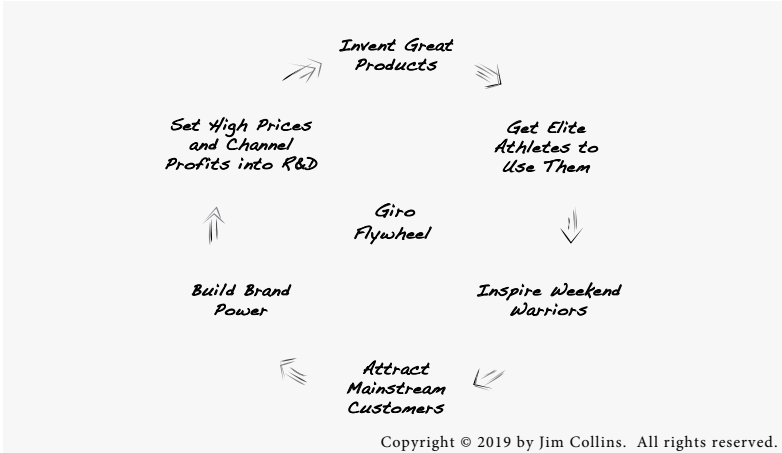 Invent Great
Products
Get Elite
Athletes to
Use Them
Inspire Weekend
Warriors
Attract
Mainstream
Customers
Build Brand
Power
Set High Prices
and Channel
Profits into R&D
Giro
Flywheel
Copyright © 2019 by Jim Collins. All rights reserved.